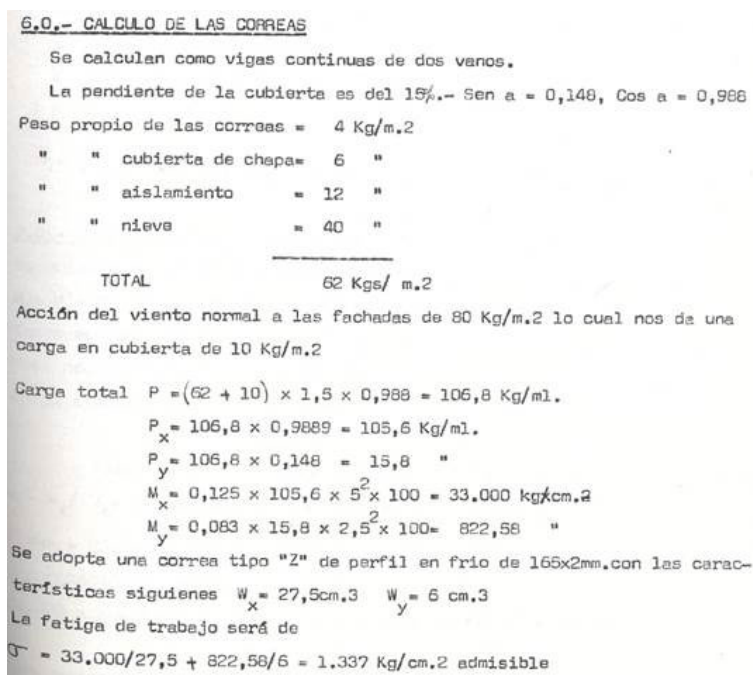 6.0.- CALCULO DE LAS CORREAS
Se calculan como vigas continuas de dos vanos.
La pendiente de la cubierta es del 15%.- Sen a = 0,148, Cos a = 0,988
Peso propio de las correas = 4 Kg/m.2
" " cubierta de chapa= 6 "
" " aislamiento = 12 "
" " nieve = 40 "
TOTAL 62 Kgs/ m.2
Acción del viento normal a las fachadas de 80 Kg/m.2 lo cual nos da una
carga en cubierta de 10 Kg/m.2
Carga total P =(62 + 10) x 1,5 x 0,988 = 106,8 Kg/ml.
Px= 106,8 x 0,9889 = 105,6 Kg/ml.
Py= 106,8 x 0,148 = 15,8 "
Mx= 0,125 x 105,6 x 5²x 100 = 33.000 kgxcm.2
My= 0,083 x 15,8 x 2,5²x 100= 822,58 "
Se adopta una correa tipo "Z" de perfil en frio de 165x2mm.con las carac-
terísticas siguienes Wx= 27,5cm.3 Wy= 6 cm.3
La fatiga de trabajo será de
σ = 33.000/27,5 + 822,58/6 = 1.337 Kg/cm.2 admisible